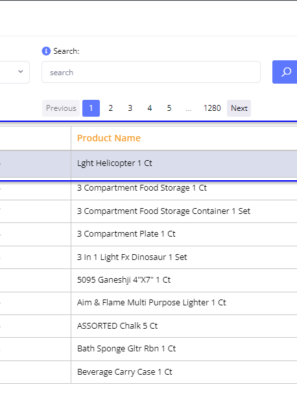 Search:
search
Previous 1 2 3 4 5 ... 1280 Next
Product Name
Lght Helicopter 1 Ct
3 Compartment Food Storage 1 Ct
3 Compartment Food Storage Container 1 Set
3 Compartment Plate 1 Ct
3 In 1 Light Fx Dinosaur 1 Set
5095 Ganeshji 4"X7" 1 Ct
Aim & Flame Multi Purpose Lighter 1 Ct
ASSORTED Chalk 5 Ct
Bath Sponge Gltr Rbn 1 Ct
Beverage Carry Case 1 Ct